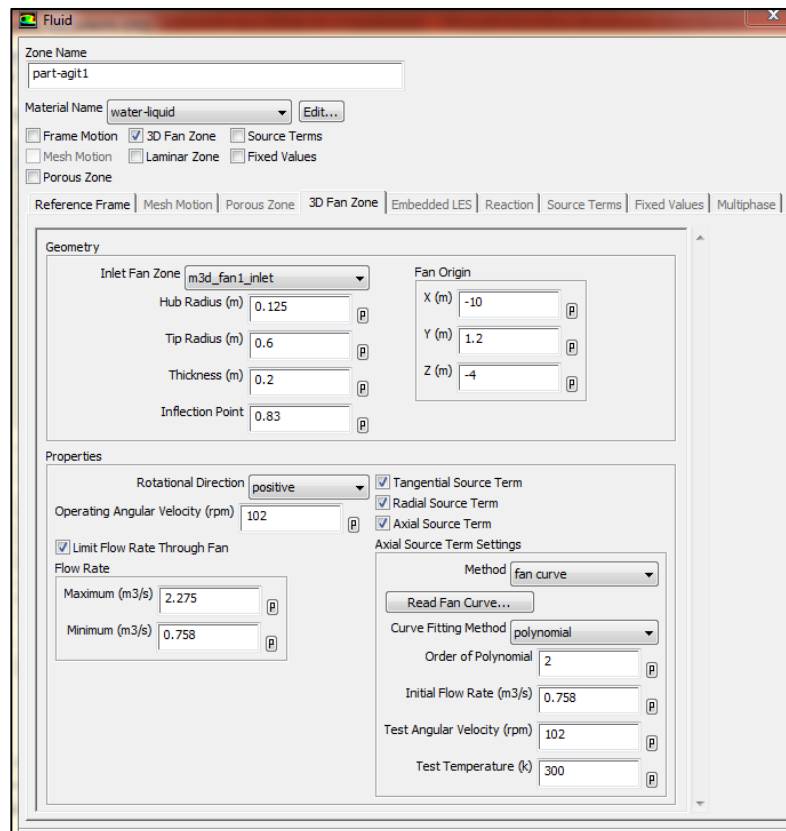 Fluid
X
Zone Name
part-agit1
Material Name water-liquid Edit...
Frame Motion 3D Fan Zone Source Terms
Mesh Motion Laminar Zone Fixed Values
Porous Zone
Reference Frame Mesh Motion Porous Zone 3D Fan Zone Embedded LES Reaction Source Terms Fixed Values Multiphase
Geometry
Inlet Fan Zone m3d_fan1_inlet
Hub Radius (m) 0.125 P
Tip Radius (m) 0.6 P
Thickness (m) 0.2 P
Inflection Point 0.83 P
Fan Origin
X (m) -10 P
Y (m) 1.2 P
Z (m) -4 P
Properties
Rotational Direction positive
Operating Angular Velocity (rpm) 102 P
Limit Flow Rate Through Fan
Flow Rate
Maximum (m3/s) 2.275 P
Minimum (m3/s) 0.758 P
Tangential Source Term
Radial Source Term
Axial Source Term
Axial Source Term Settings
Method fan curve
Read Fan Curve...
Curve Fitting Method polynomial
Order of Polynomial 2 P
Initial Flow Rate (m3/s) 0.758 P
Test Angular Velocity (rpm) 102 P
Test Temperature (k) 300 P